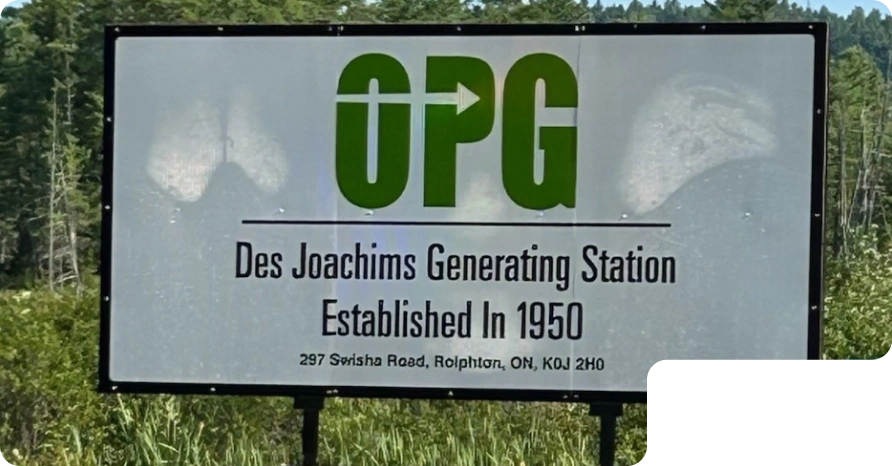 OPG
Des Joachims Generating Station
Established In 1950
297 Swisha Road, Rolphton, ON, K0J 2H0